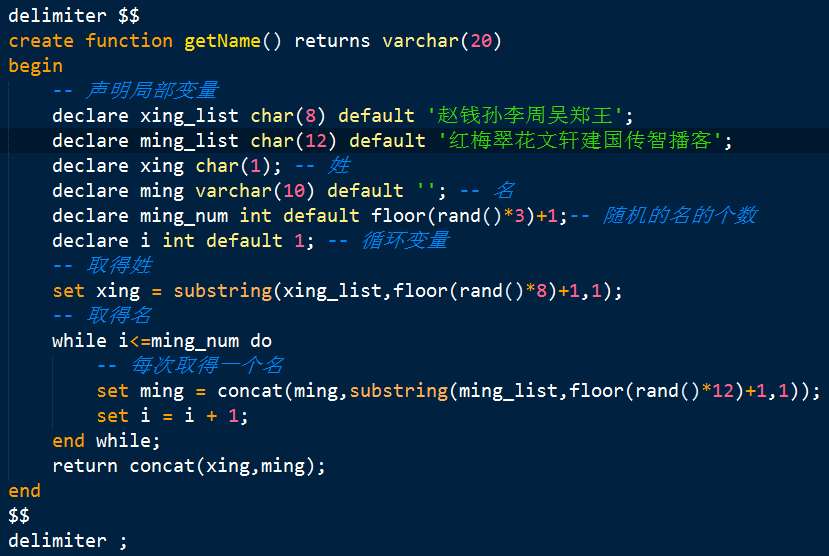 delimiter $$
create function getName() returns varchar(20)
begin
    -- 声明局部变量
    declare xing_list char(8) default '赵钱孙李周吴郑王';
    declare ming_list char(12) default '红梅翠花文轩建国传智播客';
    declare xing char(1); -- 姓
    declare ming varchar(10) default ''; -- 名
    declare ming_num int default floor(rand()*3)+1;-- 随机的名的个数
    declare i int default 1; -- 循环变量
    -- 取得姓
    set xing = substring(xing_list,floor(rand()*8)+1,1);
    -- 取得名
    while i<=ming_num do
        -- 每次取得一个名
        set ming = concat(ming,substring(ming_list,floor(rand()*12)+1,1));
        set i = i + 1;
    end while;
    return concat(xing,ming);
end
$$
delimiter ;